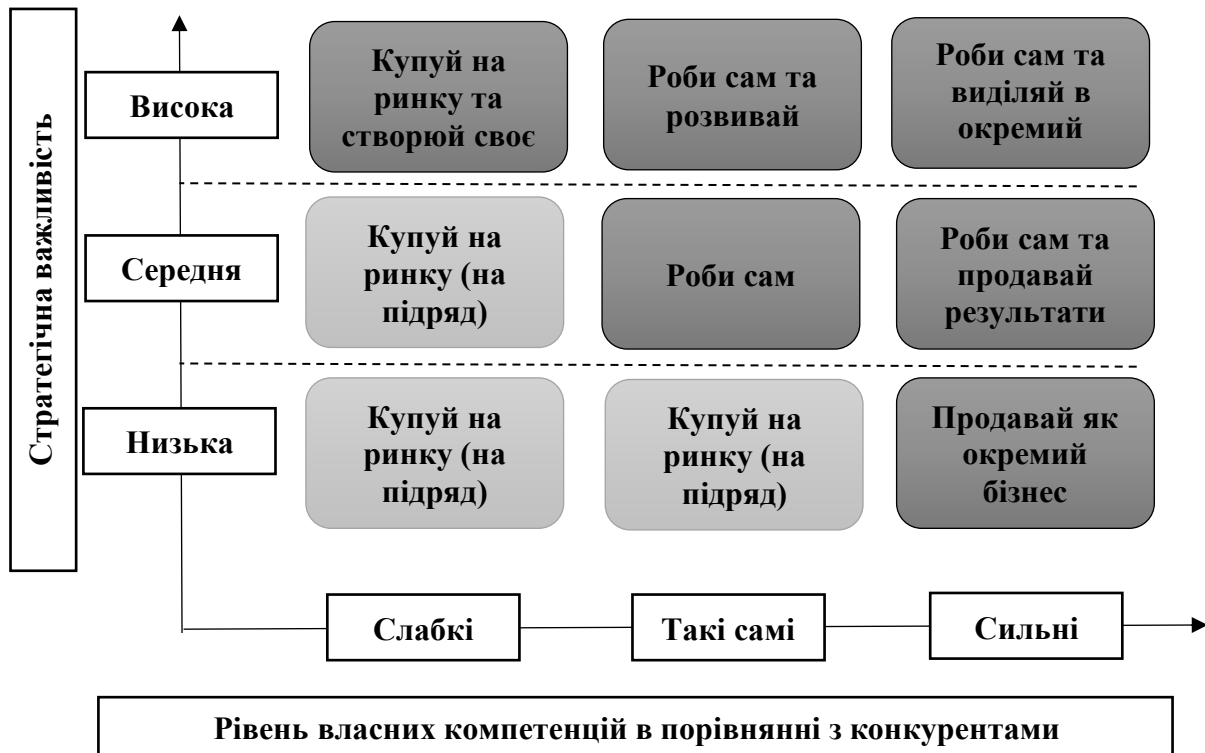 Стратегічна важливість
Висока
Купуй на
ринку та
створюй своє
Роби сам та
розвивай
Роби сам та
виділяй в
окремий
Середня
Купуй на
ринку (на
підряд)
Роби сам
Роби сам та
продавай
результати
Низька
Купуй на
ринку (на
підряд)
Купуй на
ринку (на
підряд)
Продавай як
окремий
бізнес
Слабкі
Такі самі
Сильні
Рівень власних компетенцій в порівнянні з конкурентами